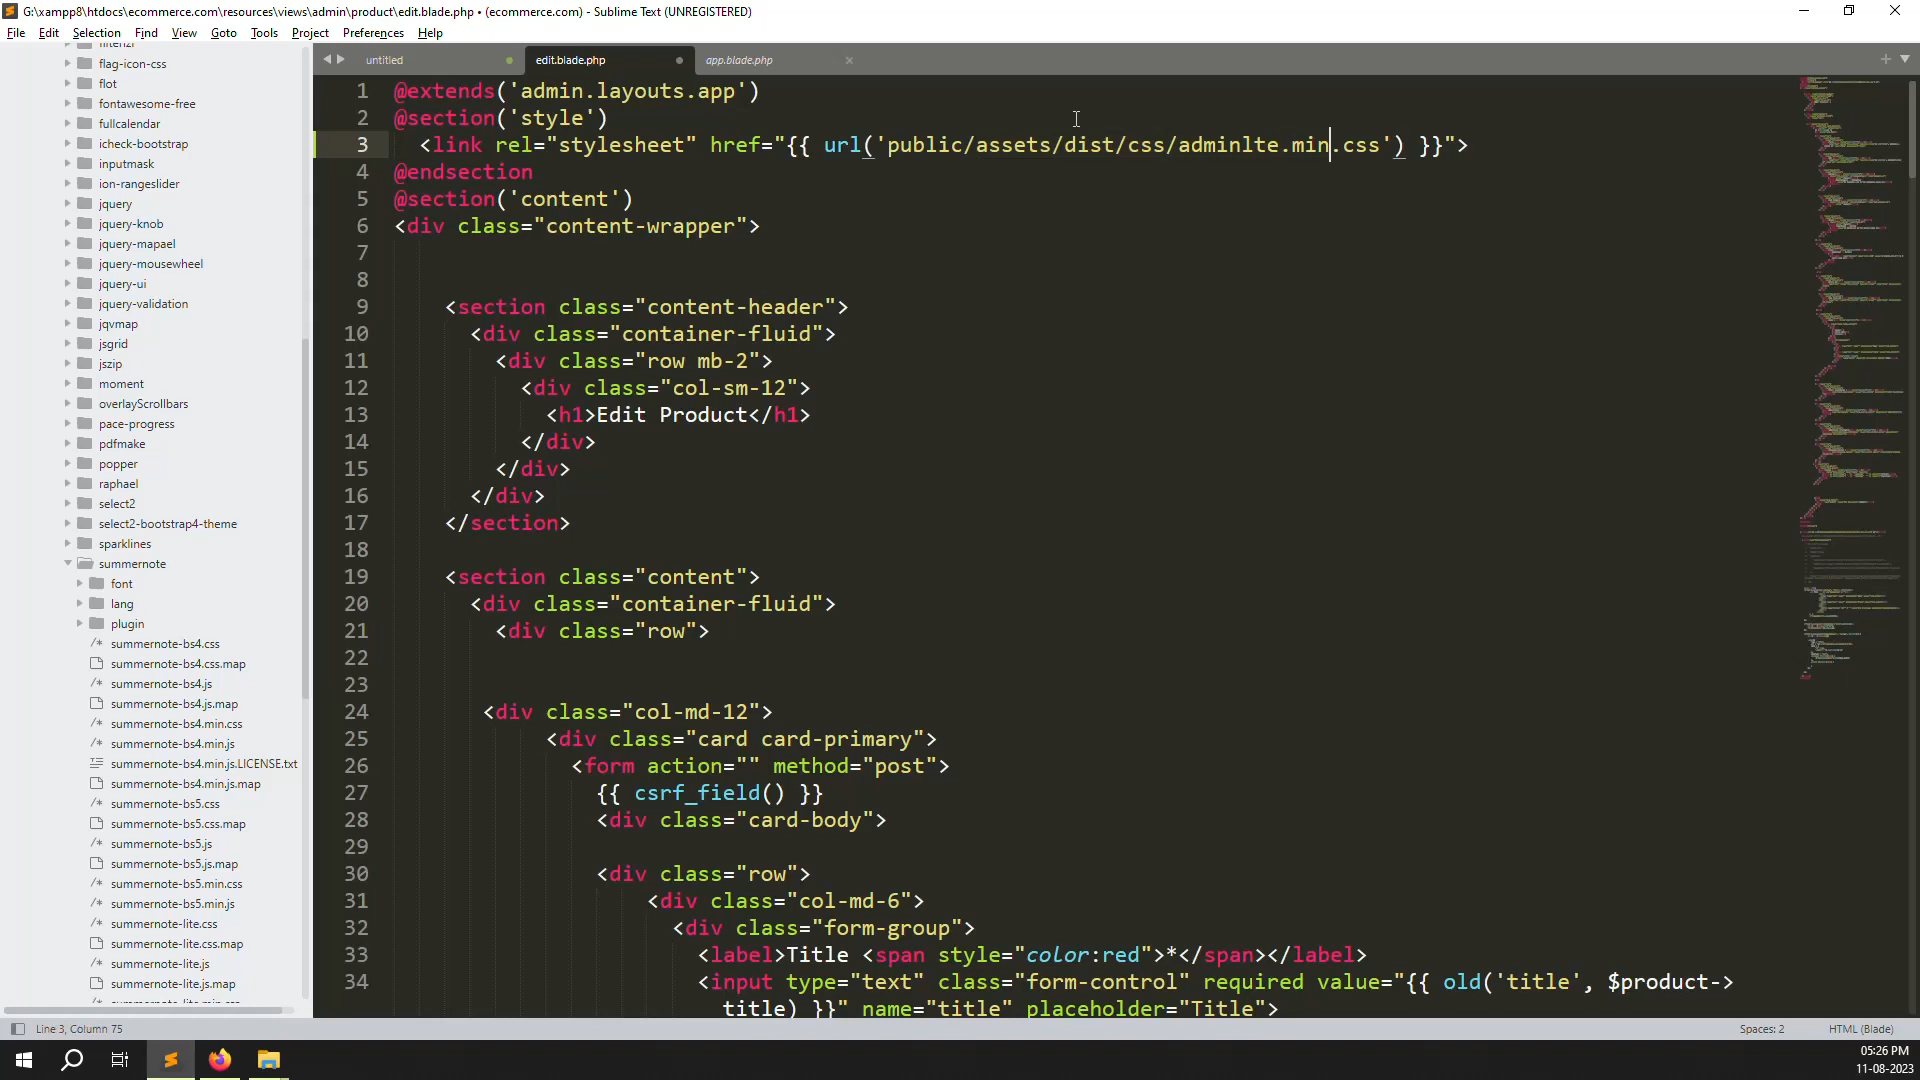 G:\xampp8\htdocs\ecommerce.com\resources\views\admin\product\edit.blade.php • (ecommerce.com) - Sublime Text (UNREGISTERED)
File Edit Selection Find View Goto Tools Project Preferences Help
untitled edit.blade.php app.blade.php
flag-icon-css
flot
fontawesome-free
fullcalendar
icheck-bootstrap
inputmask
ion-rangeslider
jquery
jquery-knob
jquery-mapael
jquery-mousewheel
jquery-ui
jquery-validation
jqvmap
jsgrid
jszip
moment
overlayScrollbars
pace-progress
pdfmake
popper
raphael
select2
select2-bootstrap4-theme
sparklines
summernote
font
lang
plugin
summernote-bs4.css
summernote-bs4.css.map
summernote-bs4.js
summernote-bs4.js.map
summernote-bs4.min.css
summernote-bs4.min.js
summernote-bs4.min.js.LICENSE.txt
summernote-bs4.min.js.map
summernote-bs5.css
summernote-bs5.css.map
summernote-bs5.js
summernote-bs5.js.map
summernote-bs5.min.css
summernote-bs5.min.js
summernote-lite.css
summernote-lite.css.map
summernote-lite.js
summernote-lite.js.map
1 @extends('admin.layouts.app')
2 @section('style')
3 <link rel="stylesheet" href="{{ url('public/assets/dist/css/adminlte.min.css') }}">
4 @endsection
5 @section('content')
6 <div class="content-wrapper">
7
8
9 <section class="content-header">
10 <div class="container-fluid">
11 <div class="row mb-2">
12 <div class="col-sm-12">
13 <h1>Edit Product</h1>
14 </div>
15 </div>
16 </div>
17 </section>
18
19 <section class="content">
20 <div class="container-fluid">
21 <div class="row">
22
23
24 <div class="col-md-12">
25 <div class="card card-primary">
26 <form action="" method="post">
27 {{ csrf_field() }}
28 <div class="card-body">
29
30 <div class="row">
31 <div class="col-md-6">
32 <div class="form-group">
33 <label>Title <span style="color:red">*</span></label>
34 <input type="text" class="form-control" required value="{{ old('title', $product->
title) }}" name="title" placeholder="Title">
Line 3, Column 75 Spaces: 2 HTML (Blade)
05:26 PM
11-08-2023